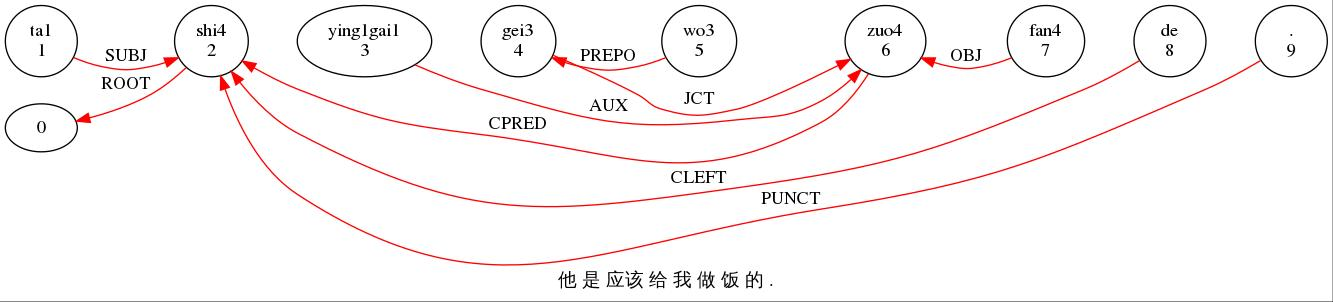 ta1 shi4 ying1gai1 gei3 wo3 zuo4 fan4 de .
1 2 3 4 5 6 7 8 9
SUBJ PREPO OBJ
ROOT JCT
AUX
0 CPRED
CLEFT
PUNCT
他 是 应该 给 我 做 饭 的 .